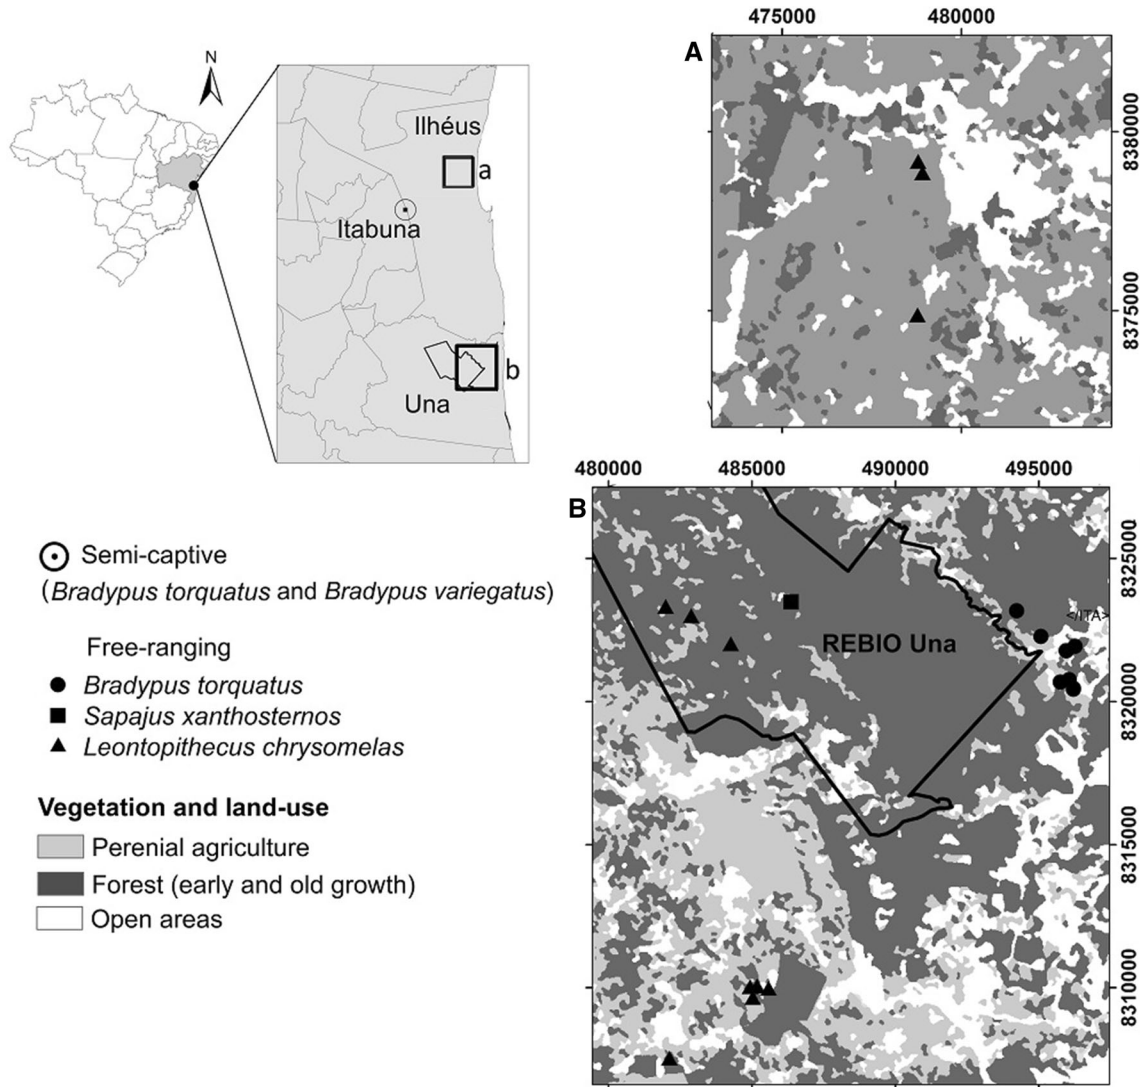 N
Ilhéus
a
Itabuna
Una
b
A
475000 480000
8380000
8375000
B
480000 485000 490000 495000
8325000
8320000
8315000
8310000
REBIO Una
</ITA>
Semi-captive
(Bradypus torquatus and Bradypus variegatus)
Free-ranging
Bradypus torquatus
Sapajus xanthosternos
Leontopithecus chrysomelas
Vegetation and land-use
Perenial agriculture
Forest (early and old growth)
Open areas